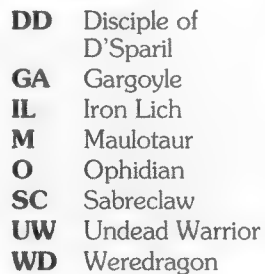 DD Disciple of
D'Sparil
GA Gargoyle
IL Iron Lich
M Maulotaur
O Ophidian
SC Sabreclaw
UW Undead Warrior
WD Weredragon